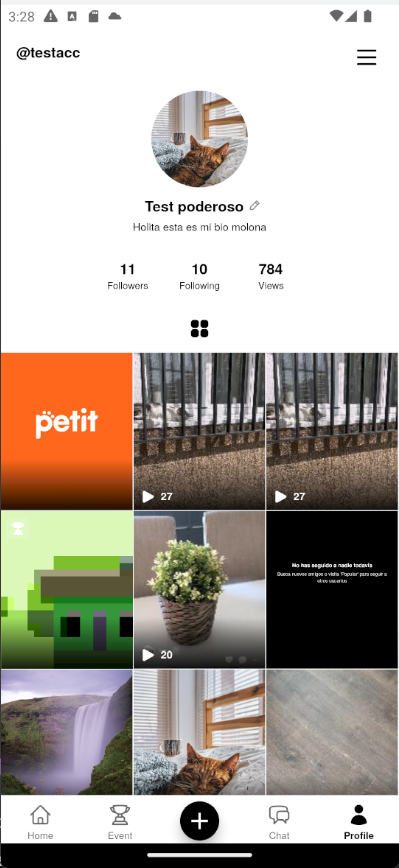 3:28
@testacc
Test poderoso
Holita esta es mi bio molona
11 10 784
Followers Following Views
petit
27 27
20
No has seguido a nadie todavía
Busca nuevos amigos o visita 'Popular' para seguir a
otros usuarios
Home Event Chat Profile